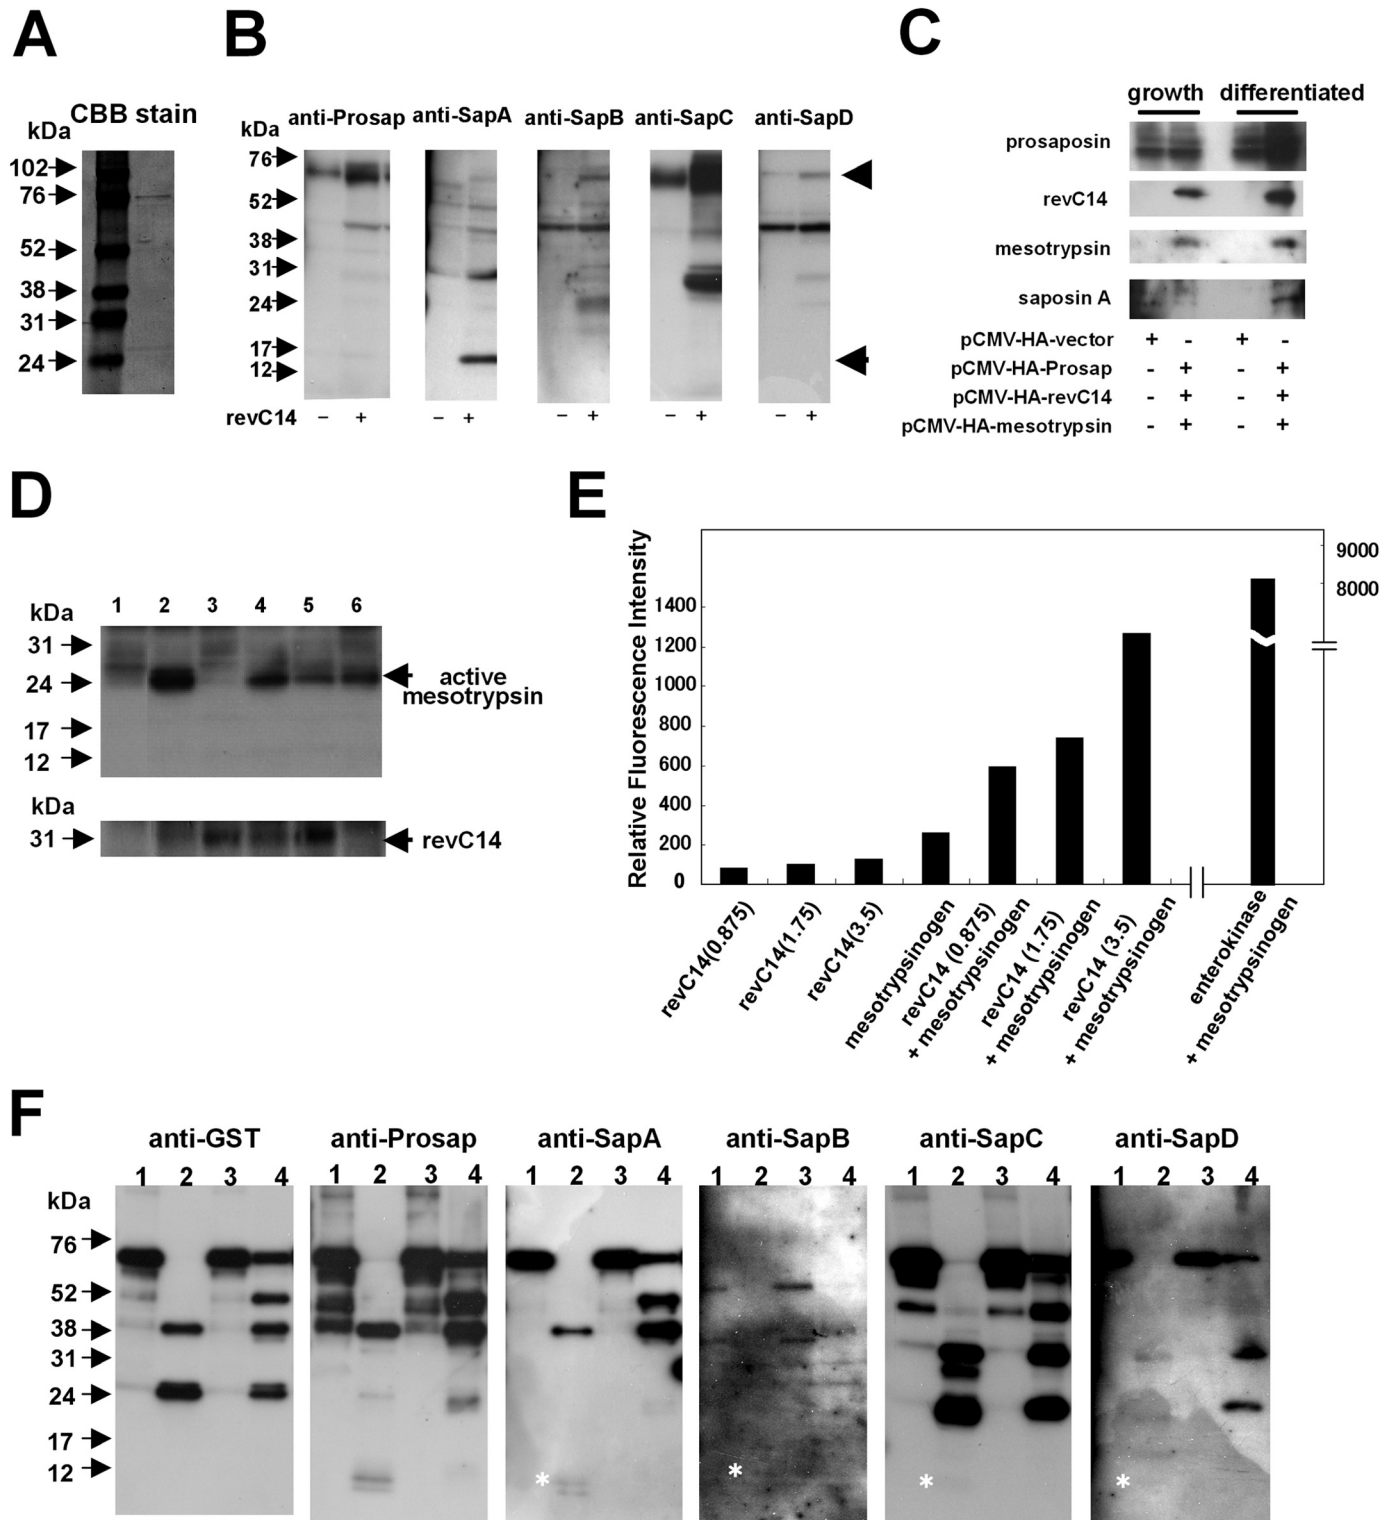 A
CBB stain
kDa
102
76
52
38
31
24
B
kDa
anti-Prosap anti-SapA anti-SapB anti-SapC anti-SapD
76
52
38
31
24
17
12
revC14 – + – + – + – + – +
C
growth differentiated
prosaposin
revC14
mesotrypsin
saposin A
pCMV-HA-vector + - + -
pCMV-HA-Prosap - + - +
pCMV-HA-revC14 - + - +
pCMV-HA-mesotrypsin - + - +
D
kDa 1 2 3 4 5 6
31
24
17
12
active
mesotrypsin
kDa
31
revC14
E
Relative Fluorescence Intensity
1400
1200
1000
800
600
400
200
0
9000
8000
revC14(0.875)
revC14(1.75)
revC14(3.5)
mesotrypsinogen
revC14 (0.875)
+ mesotrypsinogen
revC14 (1.75)
+ mesotrypsinogen
revC14 (3.5)
+ mesotrypsinogen
enterokinase
+ mesotrypsinogen
F
anti-GST anti-Prosap anti-SapA anti-SapB anti-SapC anti-SapD
1 2 3 4 1 2 3 4 1 2 3 4 1 2 3 4 1 2 3 4 1 2 3 4
kDa
76
52
38
31
24
17
12
* * * *